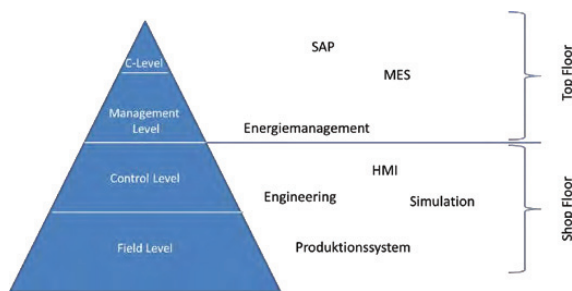 C-Level
Management
Level
Control Level
Field Level
SAP
MES
Energiemanagement
HMI
Engineering
Simulation
Produktionssystem
Top Floor
Shop Floor